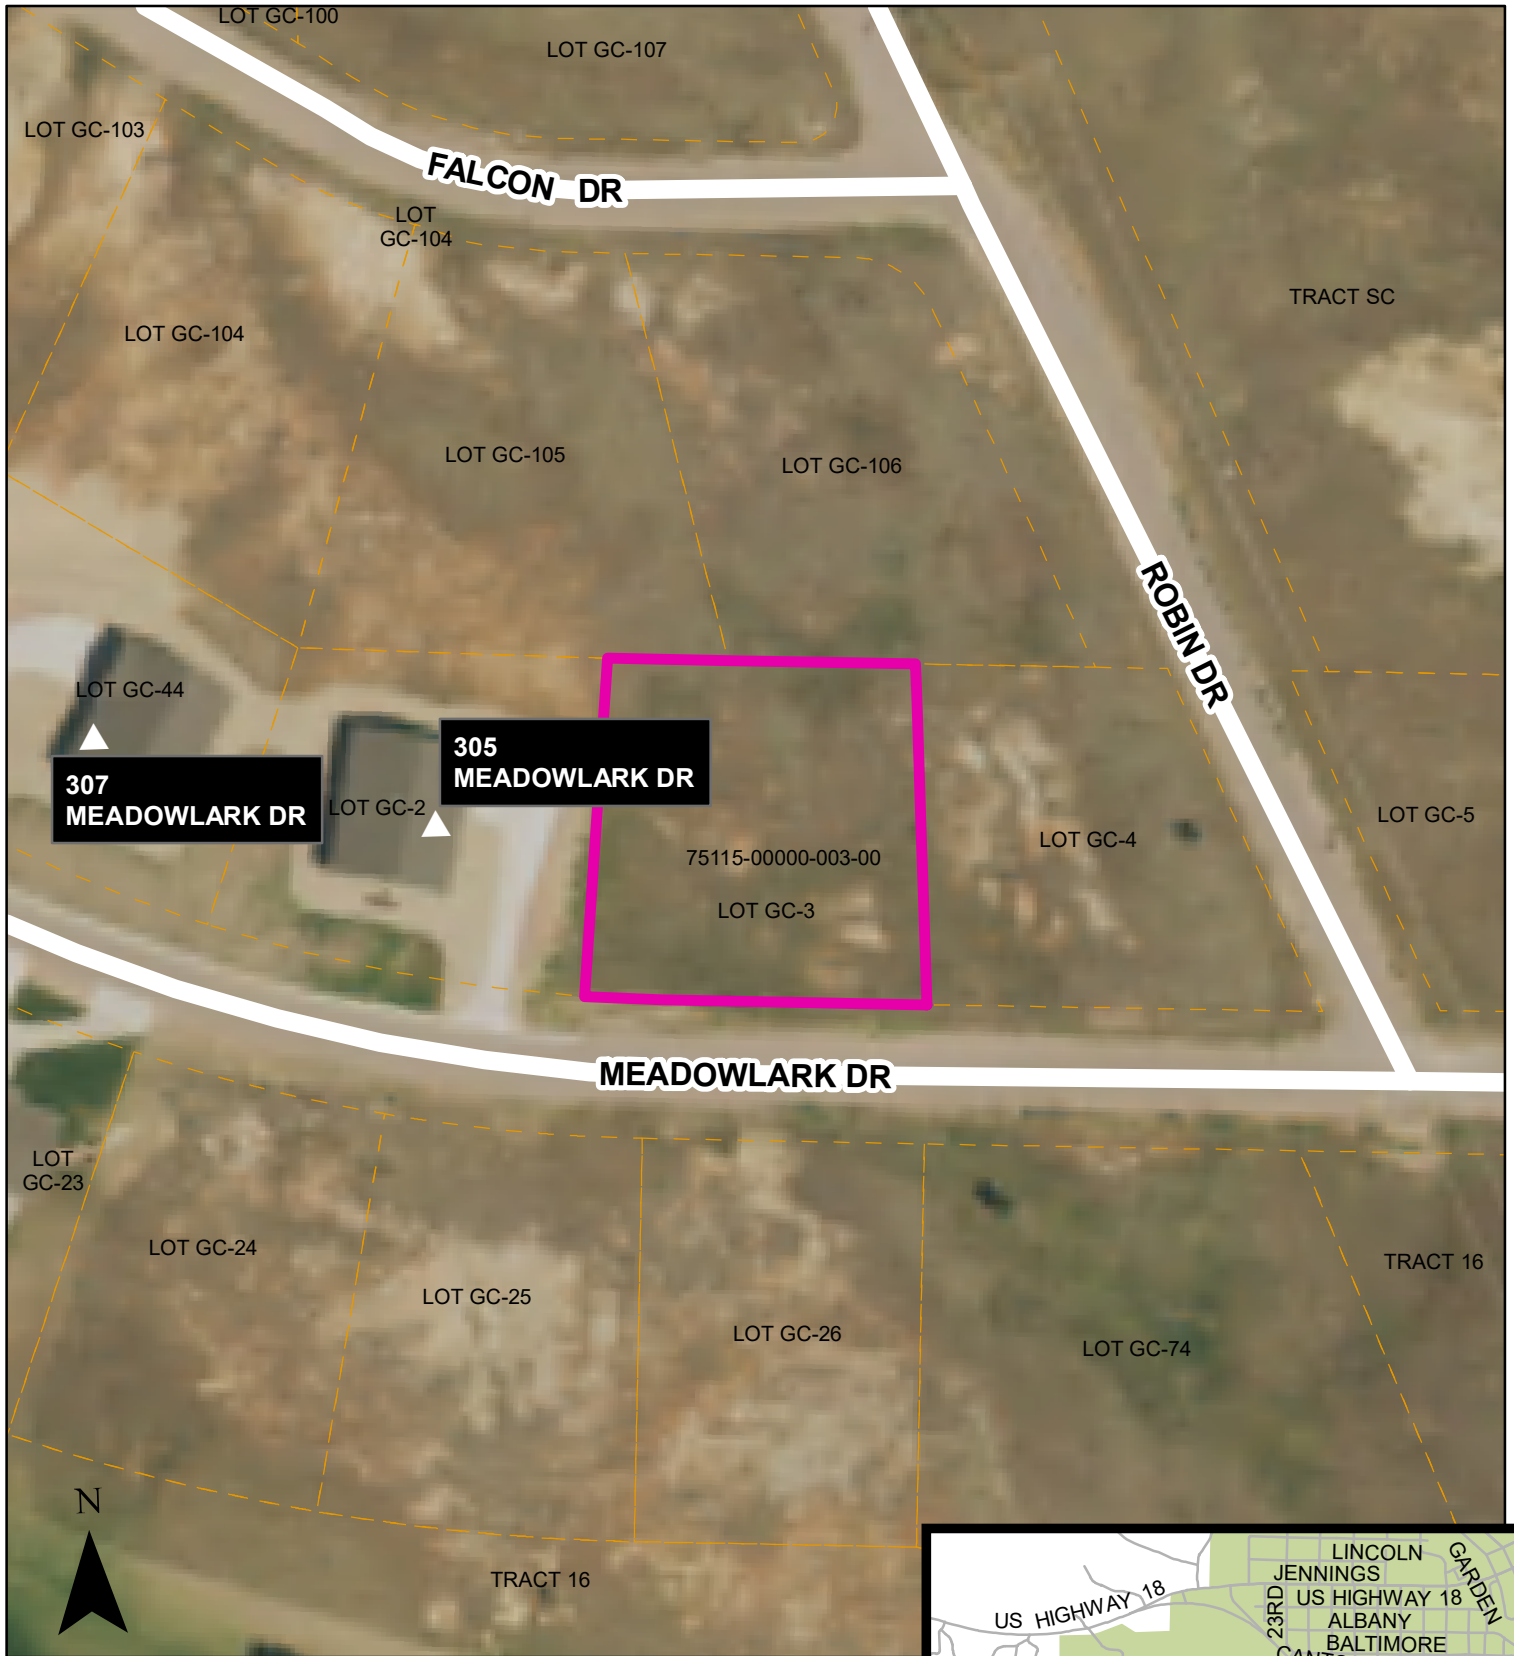 LOT GC-100
LOT GC-107
LOT GC-103
FALCON DR
LOT
GC-104
TRACT SC
LOT GC-104
LOT GC-105
LOT GC-106
ROBIN DR
LOT GC-44
305
MEADOWLARK DR
307
MEADOWLARK DR
LOT GC-2
LOT GC-5
LOT GC-4
75115-00000-003-00
LOT GC-3
MEADOWLARK DR
LOT
GC-23
LOT GC-24
TRACT 16
LOT GC-25
LOT GC-26
LOT GC-74
N
TRACT 16
LINCOLN
GARDEN
JENNINGS
US HIGHWAY 18
US HIGHWAY 18
23RD
ALBANY
BALTIMORE